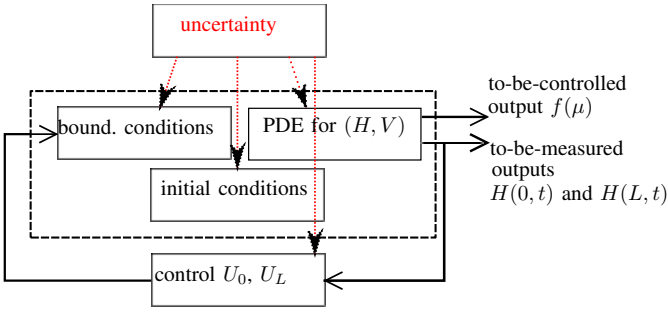 uncertainty
to-be-controlled
output f(μ)
bound. conditions
PDE for (H, V)
to-be-measured
outputs
H(0, t) and H(L, t)
initial conditions
control U₀, U_L